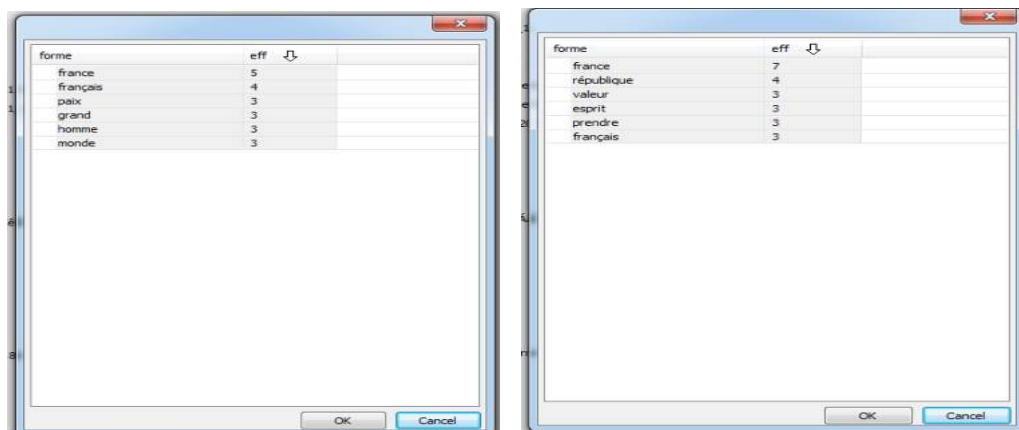 forme eff
france 5
français 4
paix 3
grand 3
homme 3
monde 3
OK Cancel
forme eff
france 7
république 4
valeur 3
esprit 3
prendre 3
français 3
OK Cancel